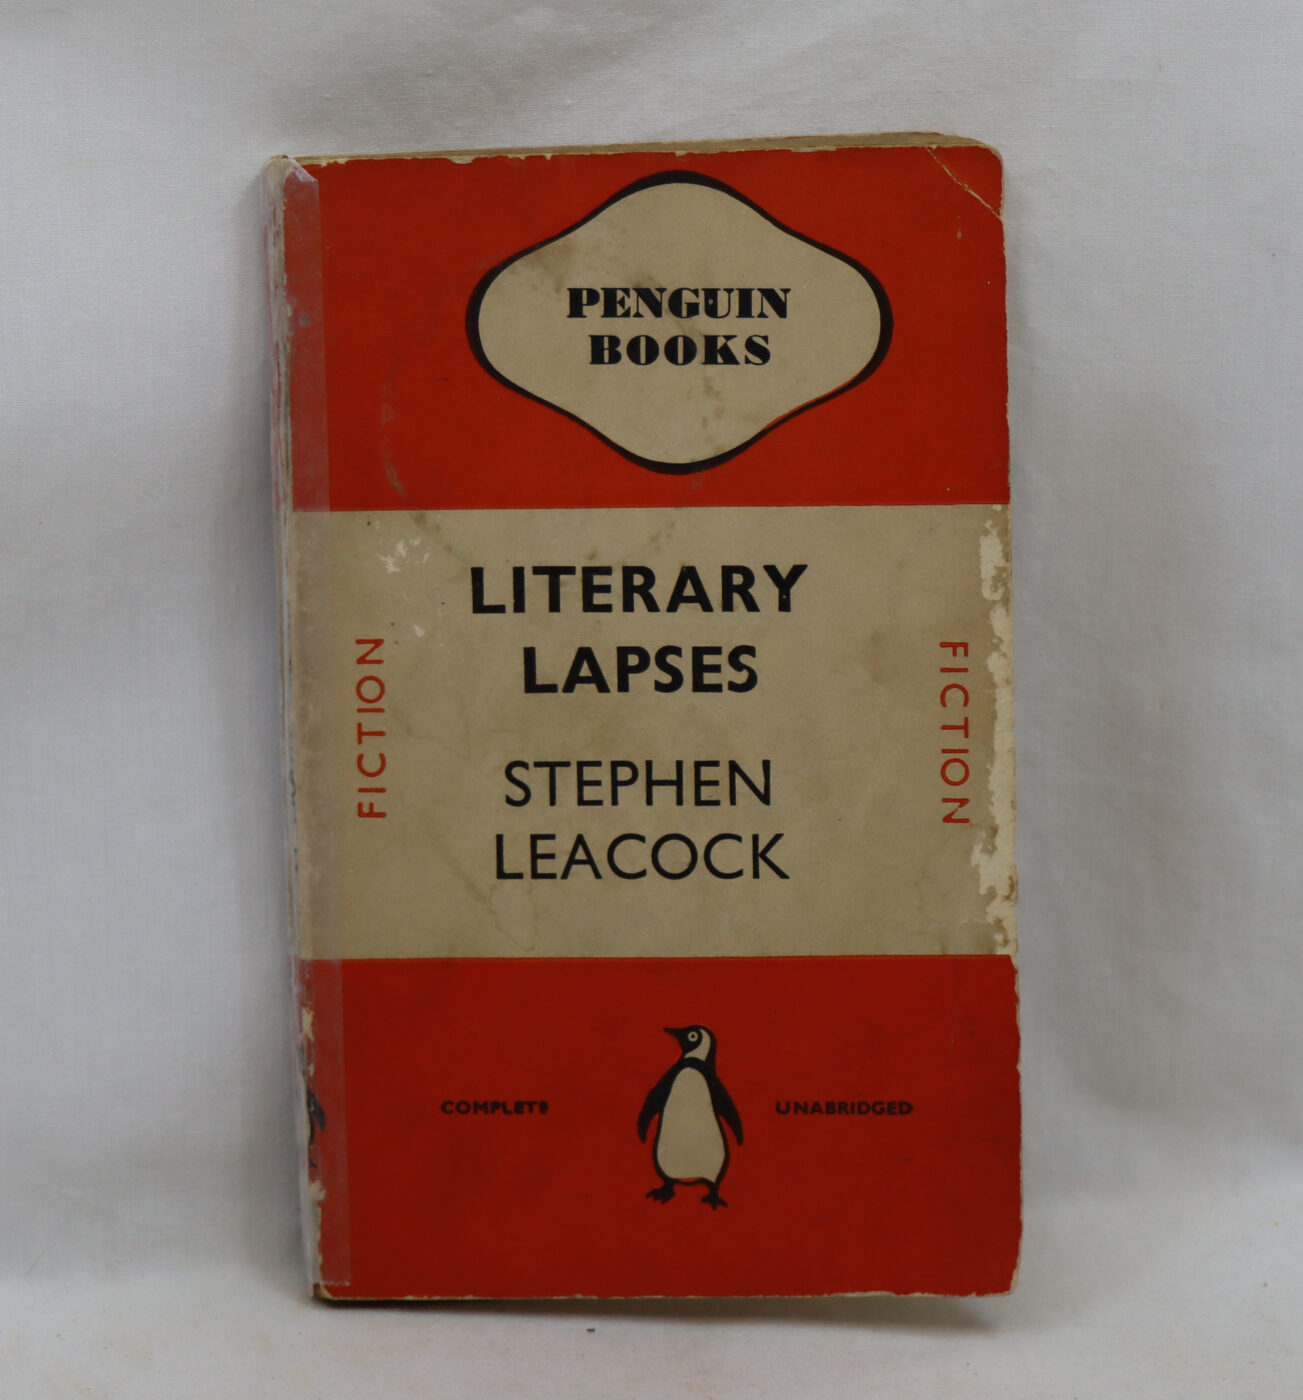 PENGUIN
BOOKS
LITERARY
LAPSES
FICTION
FICTION
STEPHEN
LEACOCK
COMPLETE
UNABRIDGED